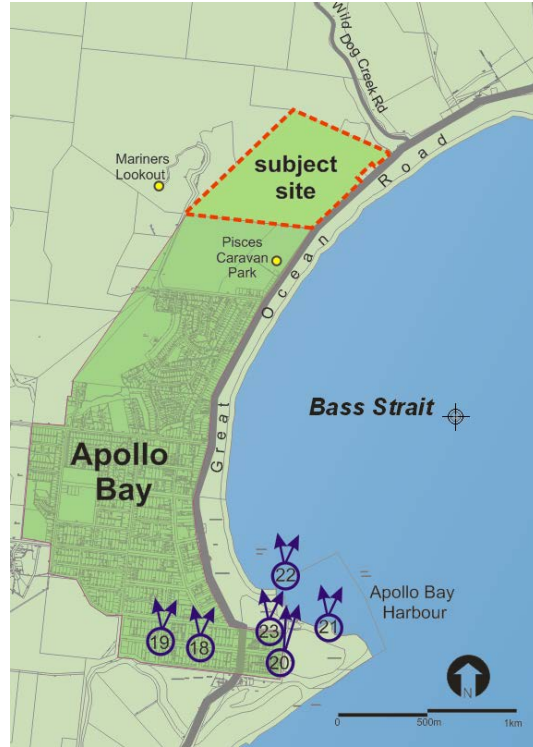 Wild Dog Creek Rd
Mariners
Lookout
subject
site
Pisces
Caravan
Park
Great Ocean Road
Bass Strait
Apollo
Bay
22
Apollo Bay
Harbour
19
18
23
21
20
N
0
500m
1km